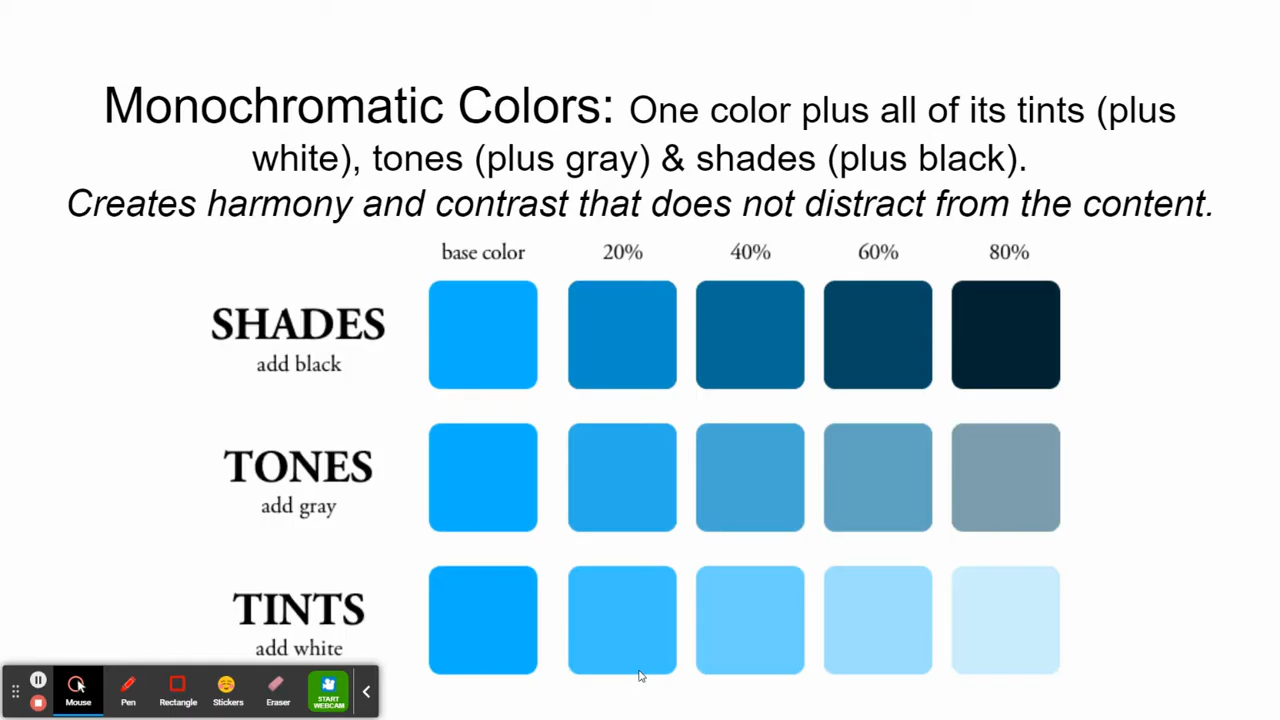 Monochromatic Colors: One color plus all of its tints (plus
white), tones (plus gray) & shades (plus black).
Creates harmony and contrast that does not distract from the content.
base color 20% 40% 60% 80%
SHADES
add black
TONES
add gray
TINTS
add white
Mouse Pen Rectangle Stickers Eraser START
WEBCAM